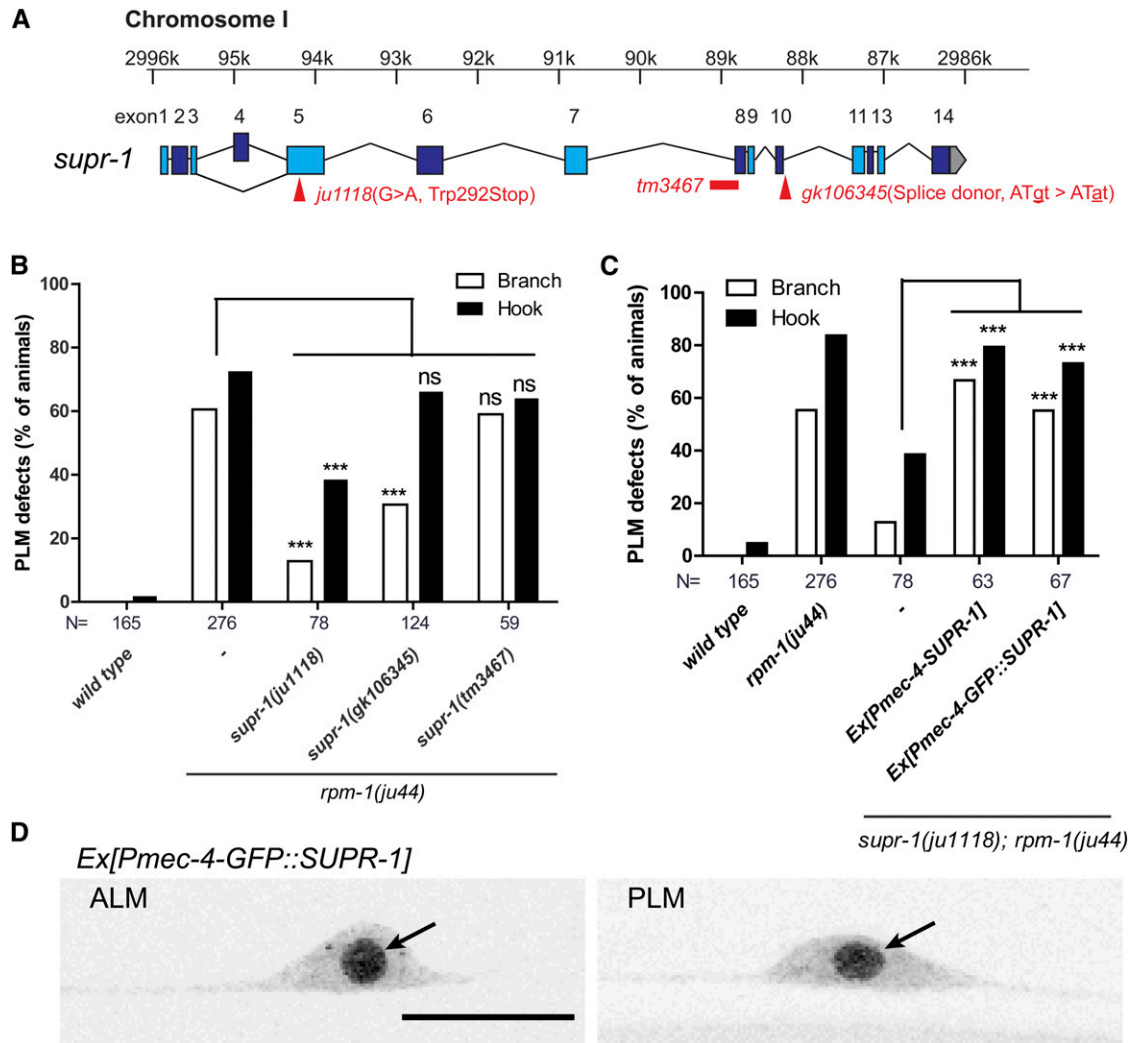 A
Chromosome I
2996k 95k 94k 93k 92k 91k 90k 89k 88k 87k 2986k
exon 1 2 3 4 5 6 7 8 9 10 11 13 14
supr-1
ju1118(G>A, Trp292Stop)
tm3467
gk106345(Splice donor, ATgt > ATat)
B
PLM defects (% of animals)
100
80
60
40
20
0
Branch
Hook
*** *** *** ns ns ns
N= 165 276 78 124 59
wild type
-
supr-1(ju1118)
supr-1(gk106345)
supr-1(tm3467)
rpm-1(ju44)
C
PLM defects (% of animals)
100
80
60
40
20
0
Branch
Hook
*** *** *** ***
N= 165 276 78 63 67
wild type
rpm-1(ju44)
-
Ex[Pmec-4-SUPR-1]
Ex[Pmec-4-GFP::SUPR-1]
supr-1(ju1118); rpm-1(ju44)
D
Ex[Pmec-4-GFP::SUPR-1]
ALM
PLM